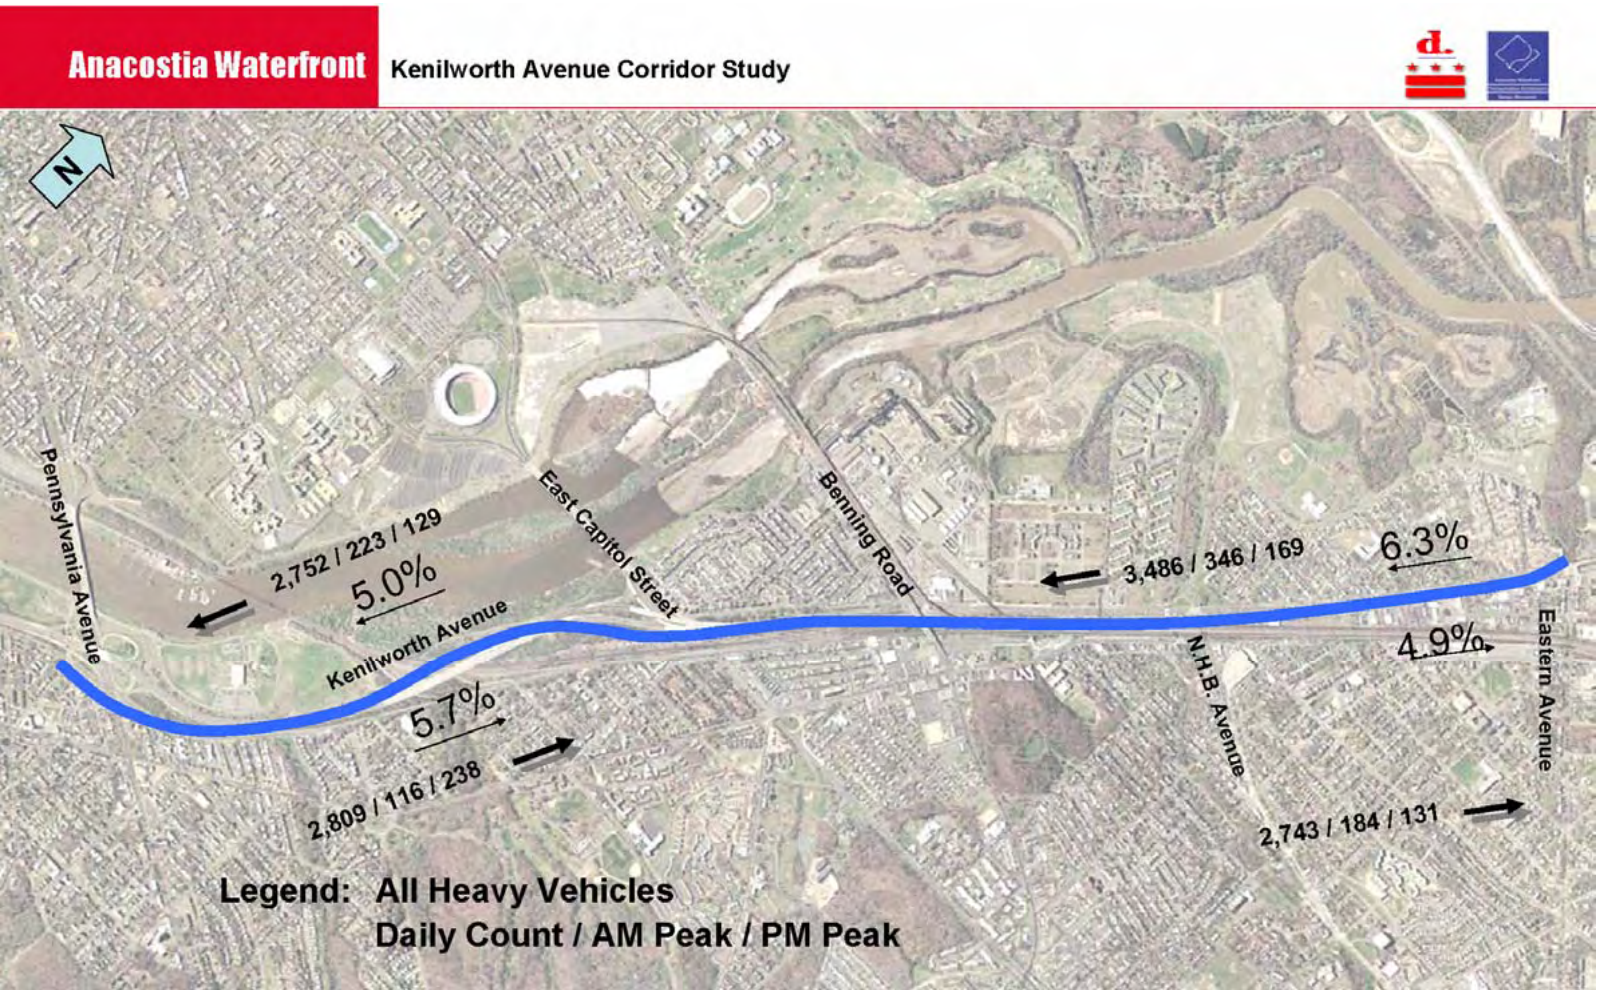 Anacostia Waterfront
Kenilworth Avenue Corridor Study
d.
N
Pennsylvania Avenue
2,752 / 223 / 129
5.0%
Kenilworth Avenue
East Capitol Street
Benning Road
3,486 / 346 / 169
6.3%
4.9%
N.H.B. Avenue
Eastern Avenue
5.7%
2,809 / 116 / 238
2,743 / 184 / 131
Legend: All Heavy Vehicles
Daily Count / AM Peak / PM Peak